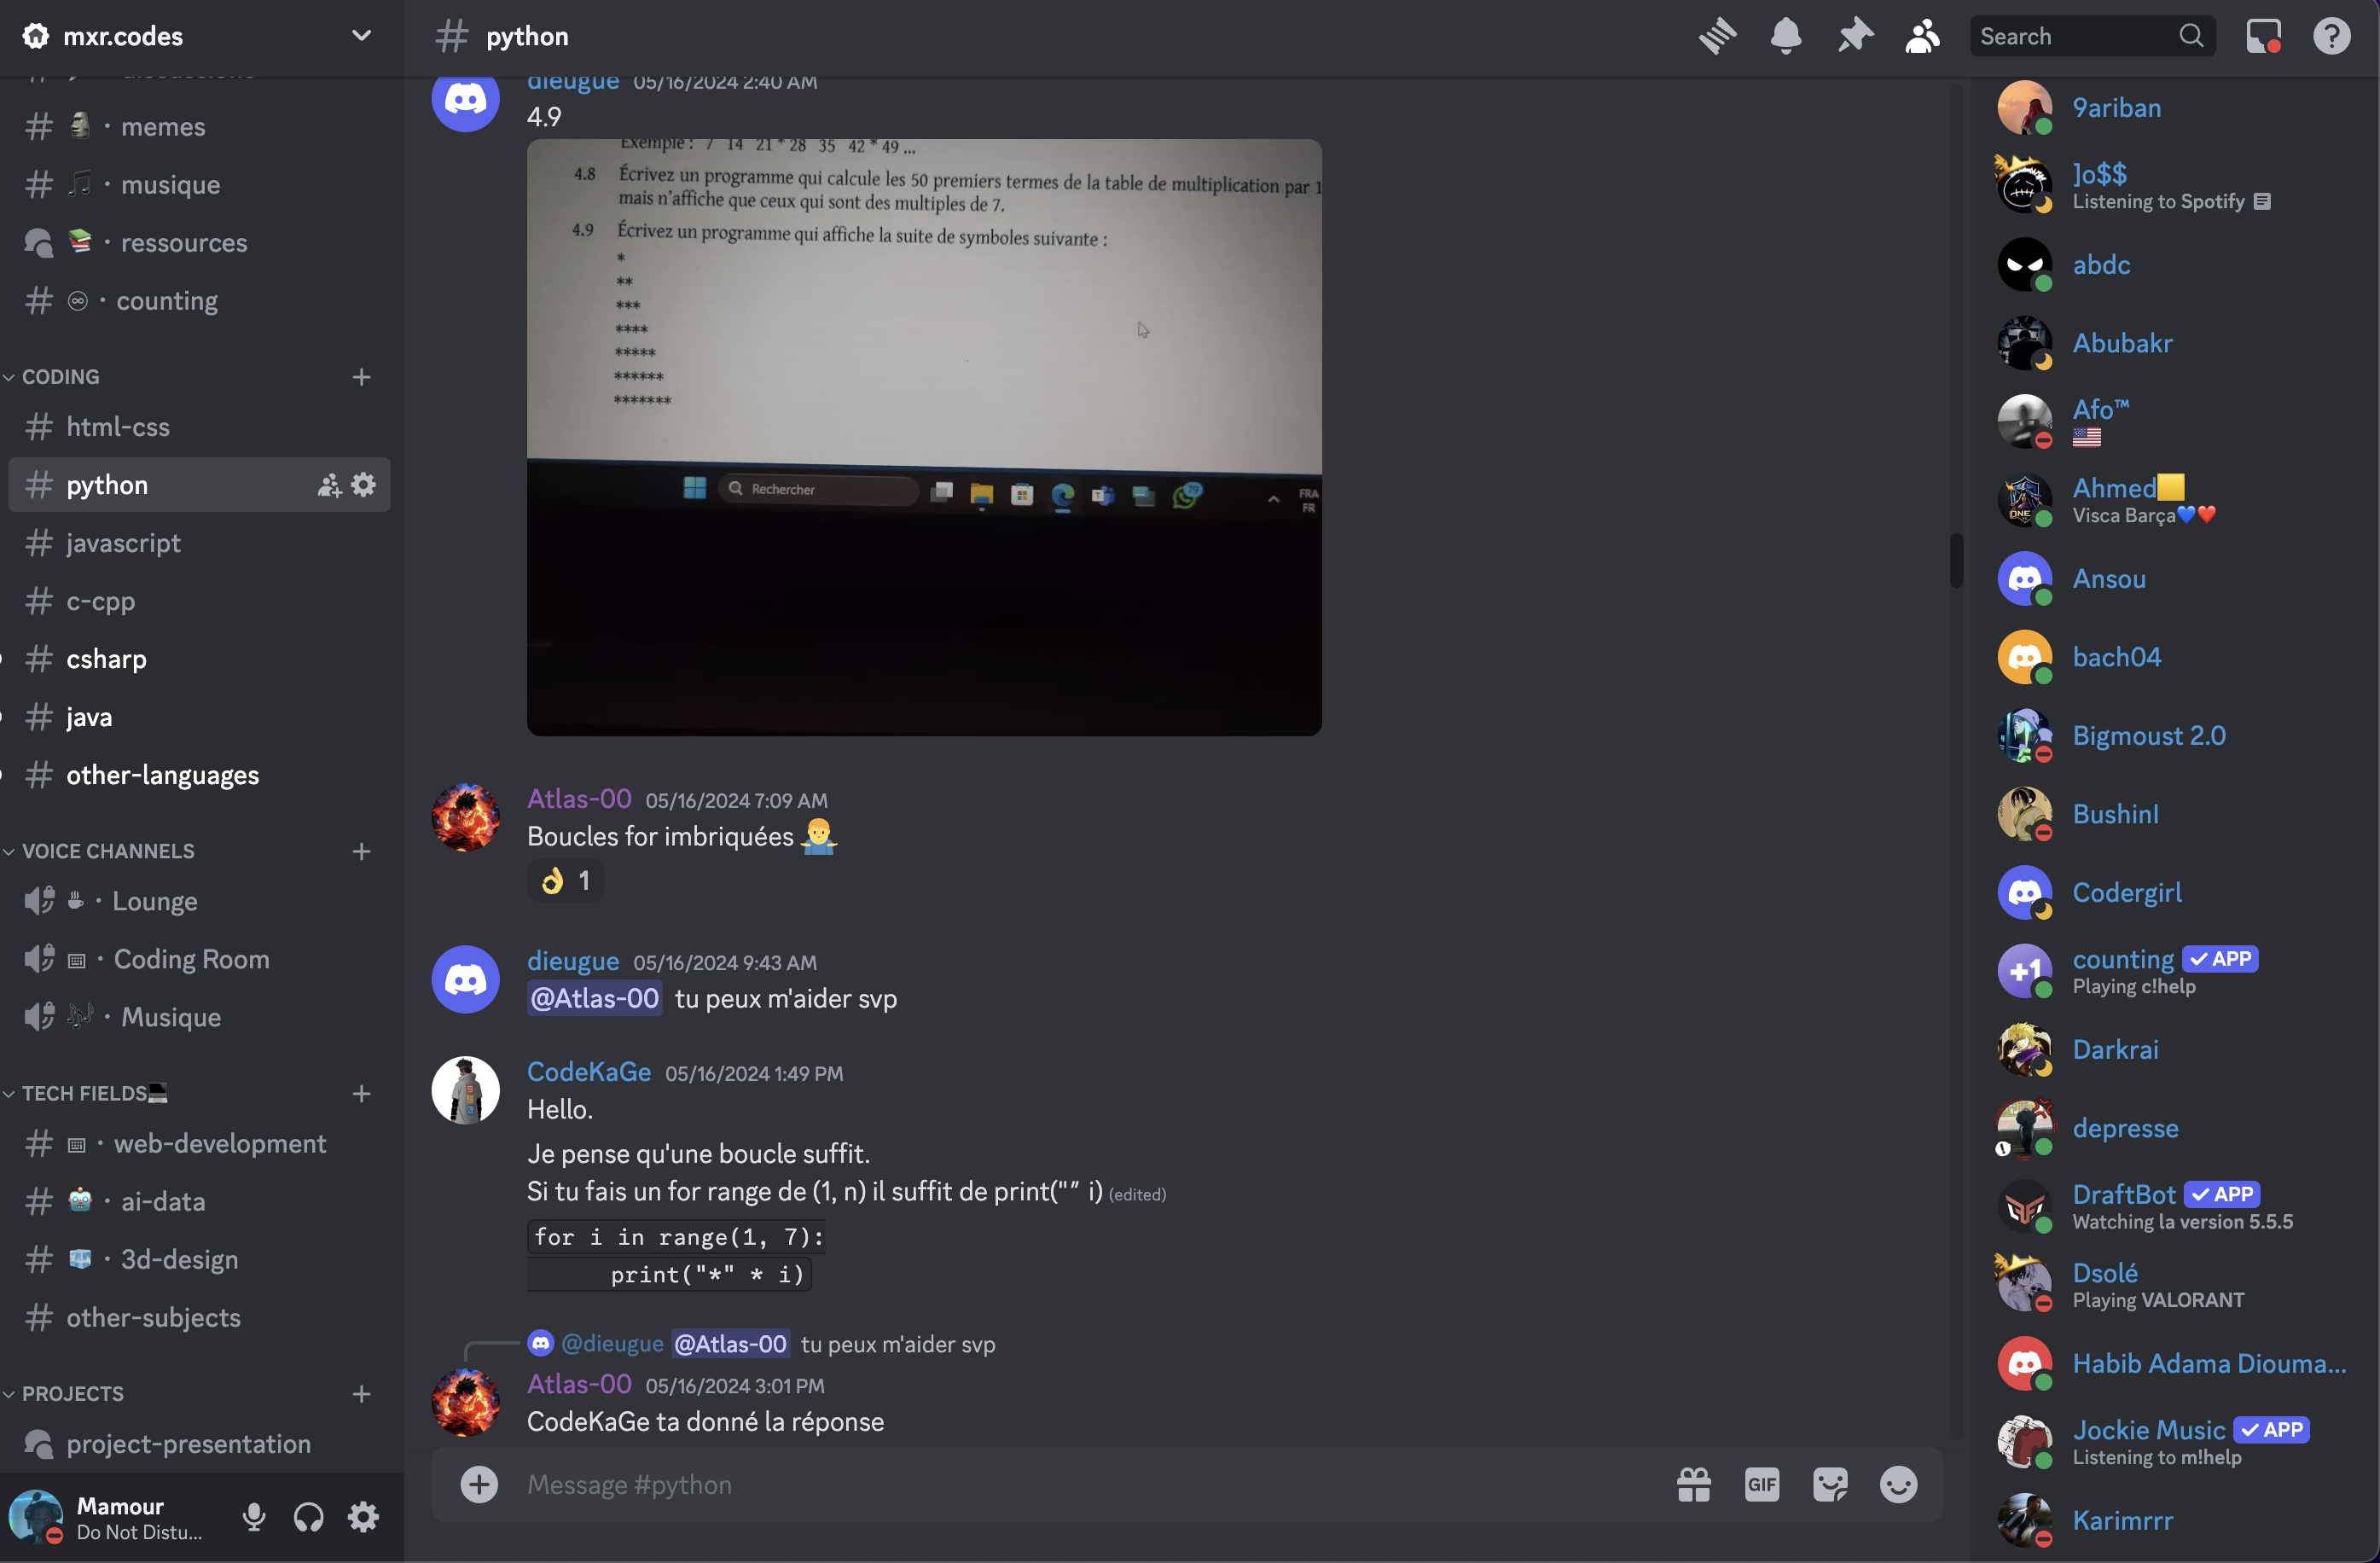 mxr.codes
memes
musique
ressources
counting
CODING
html-css
python
javascript
c-cpp
csharp
java
other-languages
VOICE CHANNELS
Lounge
Coding Room
Musique
TECH FIELDS
web-development
ai-data
3d-design
other-subjects
PROJECTS
project-presentation
Mamour
Do Not Distu...
python
Search
dieugue 05/16/2024 2:40 AM
4.9
Exemple : 7 14 21 * 28 35 42 * 49 ...
4.8 Écrivez un programme qui calcule les 50 premiers termes de la table de multiplication par 1
mais n'affiche que ceux qui sont des multiples de 7.
4.9 Écrivez un programme qui affiche la suite de symboles suivante :
*
**
***
****
*****
******
*******
Rechercher
79
FRA
FR
Atlas-00 05/16/2024 7:09 AM
Boucles for imbriquées 🤷‍♂️
👌 1
dieugue 05/16/2024 9:43 AM
@Atlas-00 tu peux m'aider svp
CodeKaGe 05/16/2024 1:49 PM
Hello.
Je pense qu'une boucle suffit.
Si tu fais un for range de (1, n) il suffit de print("" i) (edited)
for i in range(1, 7):
print("*" * i)
@dieugue @Atlas-00 tu peux m'aider svp
Atlas-00 05/16/2024 3:01 PM
CodeKaGe ta donné la réponse
Message #python
GIF
9ariban
]o$$
Listening to Spotify
abdc
Abubakr
Afo™
Ahmed
Visca Barça💙❤️
Ansou
bach04
Bigmoust 2.0
Bushinl
Codergirl
+1
counting APP
Playing c!help
Darkrai
depresse
DraftBot APP
Watching la version 5.5.5
Dsolé
Playing VALORANT
Habib Adama Diouma...
Jockie Music APP
Listening to m!help
Karimrrr